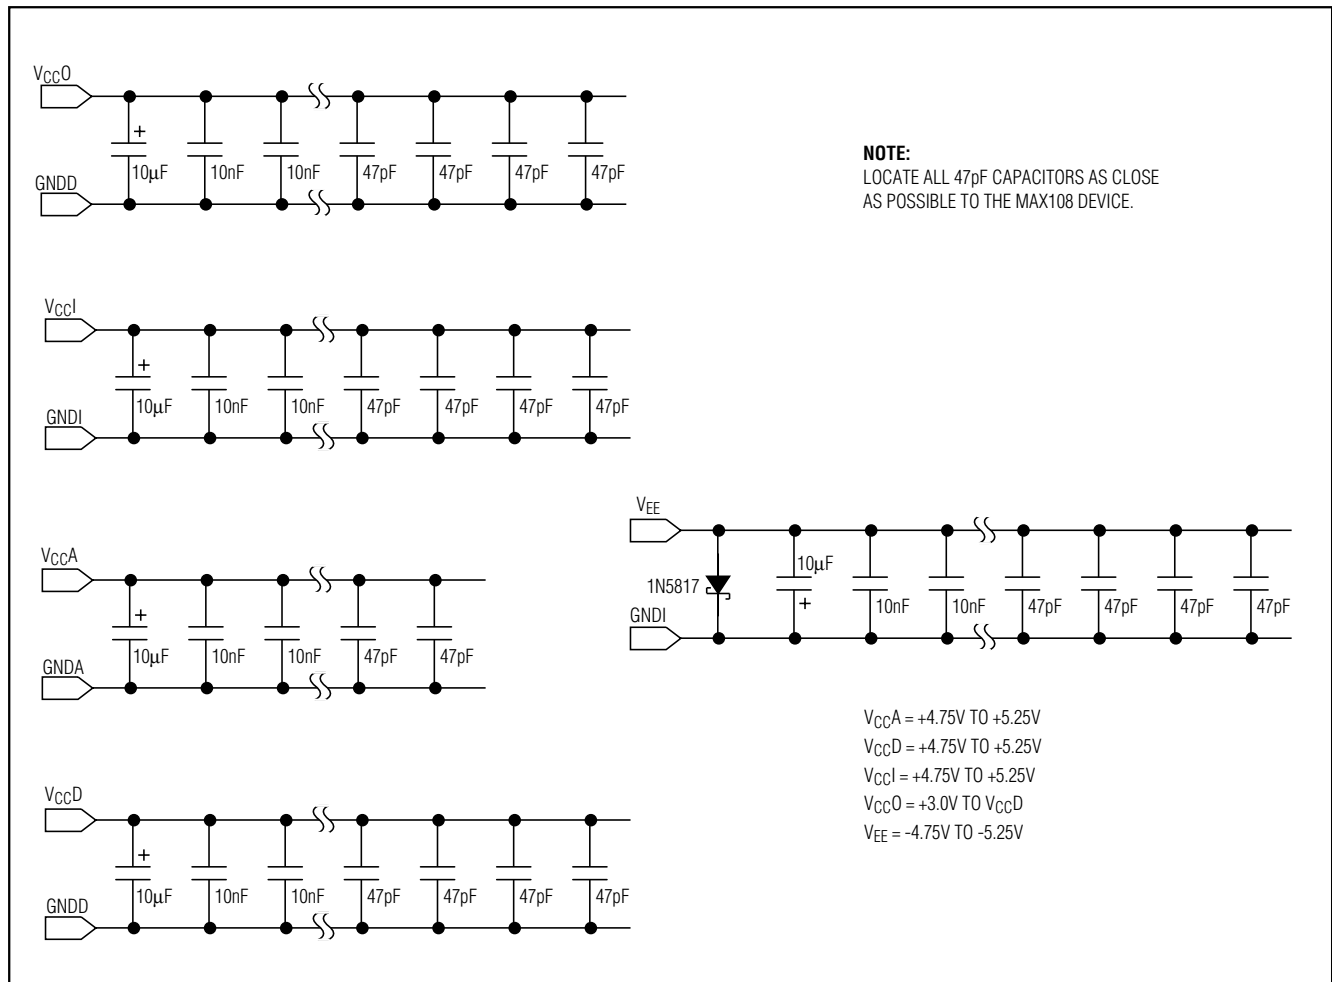 VCCO
+
10µF 10nF 10nF 47pF 47pF 47pF 47pF
GNDD
NOTE:
LOCATE ALL 47pF CAPACITORS AS CLOSE
AS POSSIBLE TO THE MAX108 DEVICE.
VCCI
+
10µF 10nF 10nF 47pF 47pF 47pF 47pF
GNDI
VCCA
+
10µF 10nF 10nF 47pF 47pF
GNDA
VEE
10µF
1N5817
+
10nF 10nF 47pF 47pF 47pF 47pF
GNDI
VCCD
+
10µF 10nF 10nF 47pF 47pF 47pF 47pF
GNDD
VCCA = +4.75V TO +5.25V
VCCD = +4.75V TO +5.25V
VCCI = +4.75V TO +5.25V
VCCO = +3.0V TO VCCD
VEE = -4.75V TO -5.25V